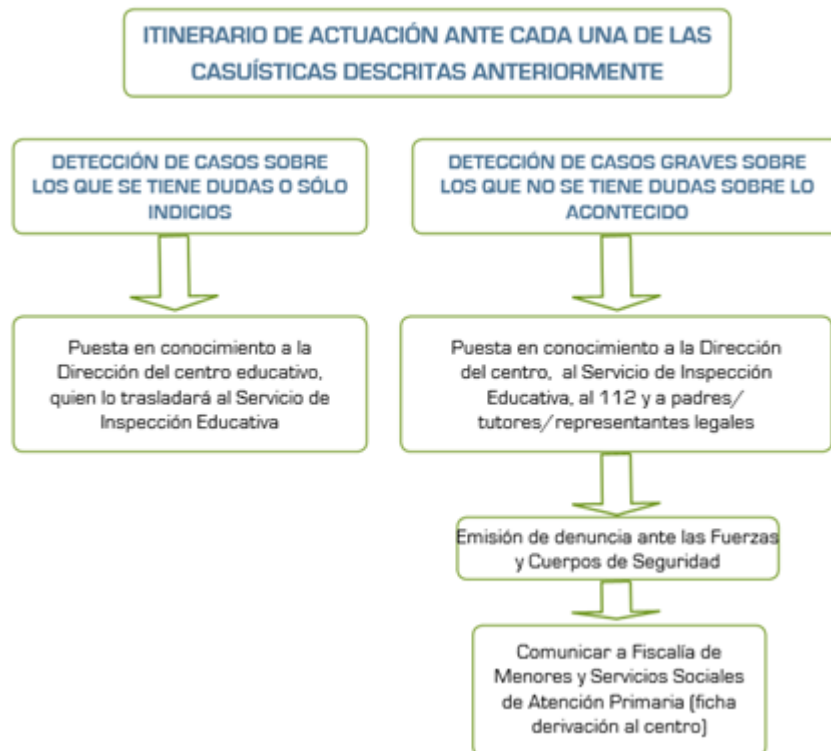 ITINERARIO DE ACTUACIÓN ANTE CADA UNA DE LAS
CASUÍSTICAS DESCRITAS ANTERIORMENTE
DETECCIÓN DE CASOS SOBRE
LOS QUE SE TIENE DUDAS O SÓLO
INDICIOS
Puesta en conocimiento a la
Dirección del centro educativo,
quien lo trasladará al Servicio de
Inspección Educativa
DETECCIÓN DE CASOS GRAVES SOBRE
LOS QUE NO SE TIENE DUDAS SOBRE LO
ACONTECIDO
Puesta en conocimiento a la Dirección
del centro, al Servicio de Inspección
Educativa, al 112 y a padres/
tutores/representantes legales
Emisión de denuncia ante las Fuerzas
y Cuerpos de Seguridad
Comunicar a Fiscalía de
Menores y Servicios Sociales
de Atención Primaria (ficha
derivación al centro)